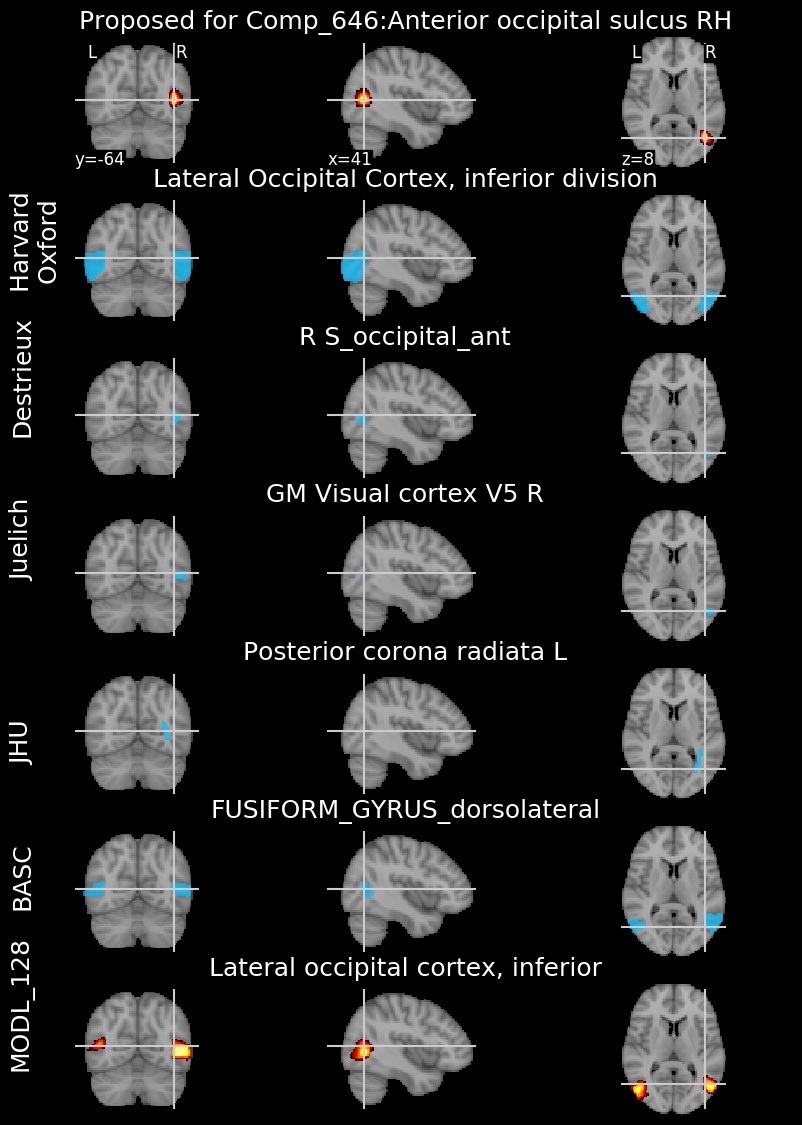 Proposed for Comp_646:Anterior occipital sulcus RH
L R L R
y=-64 x=41 z=8
Lateral Occipital Cortex, inferior division
Harvard
Oxford
R S_occipital_ant
Destrieux
GM Visual cortex V5 R
Juelich
Posterior corona radiata L
JHU
FUSIFORM_GYRUS_dorsolateral
BASC
Lateral occipital cortex, inferior
MODL_128